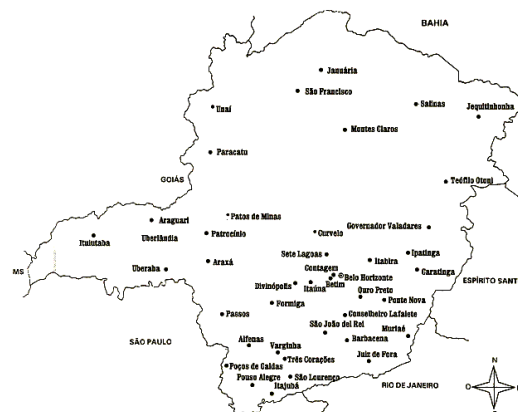 BAHIA
Januária
São Francisco
Unaí
Salinas
Jequitinhonha
Montes Claros
Paracatu
GOIÁS
Teófilo Otoni
Patos de Minas
Araguari
Ituiutaba
Uberlândia
Patrocínio
Curvelo
Governador Valadares
Sete Lagoas
Ipatinga
Itabira
Araxá
Uberaba
Contagem
Caratinga
MS
Belo Horizonte
ESPÍRITO SANT
Betim
Itaúna
Divinópolis
Ouro Preto
Ponte Nova
Formiga
Passos
Conselheiro Lafaiete
São João del Rei
Muriaé
SÃO PAULO
Barbacena
Alfenas
Varginha
Três Corações
Juiz de Fora
Poços de Caldas
São Lourenço
Pouso Alegre
Itajubá
RIO DE JANEIRO
N
O